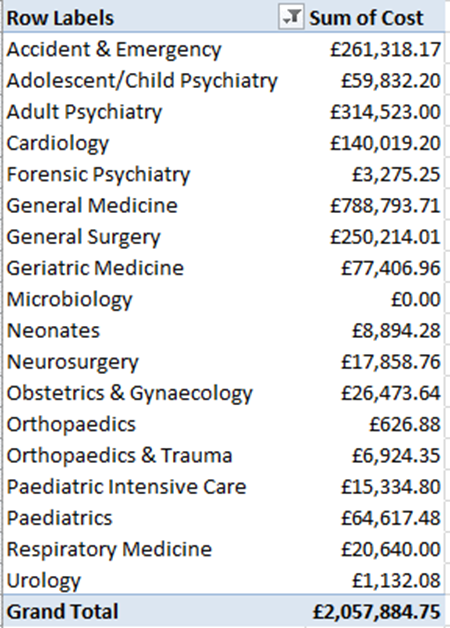 Row Labels Sum of Cost
Accident & Emergency £261,318.17
Adolescent/Child Psychiatry £59,832.20
Adult Psychiatry £314,523.00
Cardiology £140,019.20
Forensic Psychiatry £3,275.25
General Medicine £788,793.71
General Surgery £250,214.01
Geriatric Medicine £77,406.96
Microbiology £0.00
Neonates £8,894.28
Neurosurgery £17,858.76
Obstetrics & Gynaecology £26,473.64
Orthopaedics £626.88
Orthopaedics & Trauma £6,924.35
Paediatric Intensive Care £15,334.80
Paediatrics £64,617.48
Respiratory Medicine £20,640.00
Urology £1,132.08
Grand Total £2,057,884.75